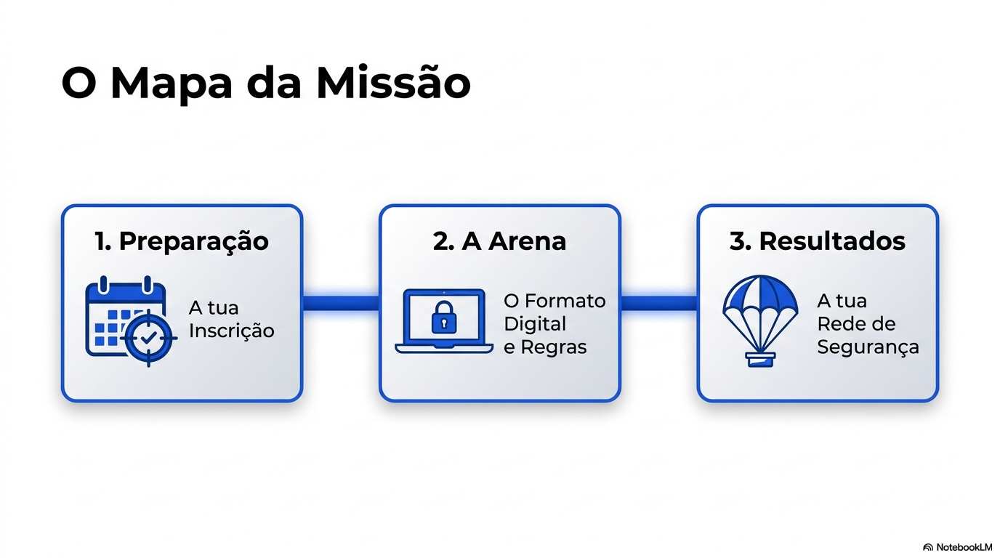 O Mapa da Missão
1. Preparação
A tua
Inscrição
2. A Arena
O Formato
Digital
e Regras
3. Resultados
A tua
Rede de
Segurança
NotebookLM